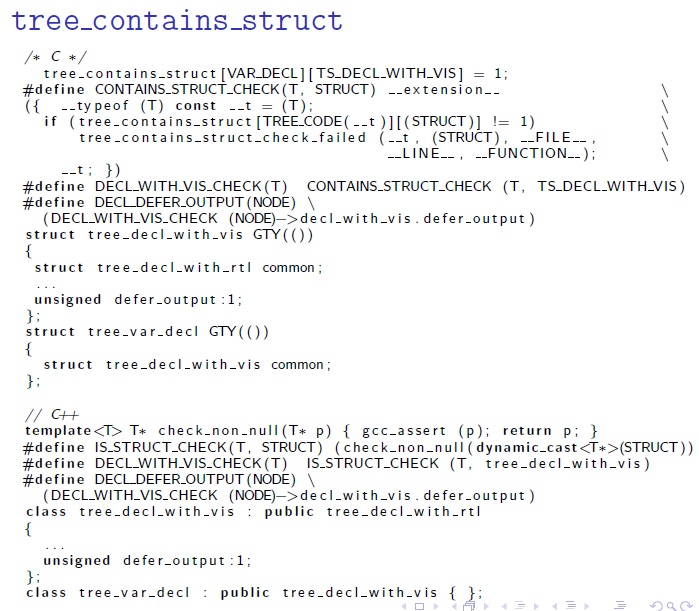 tree_contains_struct
/* C */
tree_contains_struct[VAR_DECL][TS_DECL_WITH_VIS] = 1;
#define CONTAINS_STRUCT_CHECK(T, STRUCT) __extension__ \
({ __typeof (T) const __t = (T); \
if (tree_contains_struct[TREE_CODE(__t)][(STRUCT)] != 1) \
tree_contains_struct_check_failed (__t, (STRUCT), __FILE__, \
__LINE__, __FUNCTION__); \
__t; })
#define DECL_WITH_VIS_CHECK(T) CONTAINS_STRUCT_CHECK (T, TS_DECL_WITH_VIS)
#define DECL_DEFER_OUTPUT(NODE) \
(DECL_WITH_VIS_CHECK (NODE)->decl_with_vis.defer_output)
struct tree_decl_with_vis GTY(())
{
struct tree_decl_with_rtl common;
...
unsigned defer_output:1;
};
struct tree_var_decl GTY(())
{
struct tree_decl_with_vis common;
};
// C++
template<T> T* check_non_null(T* p) { gcc_assert (p); return p; }
#define IS_STRUCT_CHECK(T, STRUCT) (check_non_null(dynamic_cast<T*>(STRUCT))
#define DECL_WITH_VIS_CHECK(T) IS_STRUCT_CHECK (T, tree_decl_with_vis)
#define DECL_DEFER_OUTPUT(NODE) \
(DECL_WITH_VIS_CHECK (NODE)->decl_with_vis.defer_output)
class tree_decl_with_vis : public tree_decl_with_rtl
{
...
unsigned defer_output:1;
};
class tree_var_decl : public tree_decl_with_vis { };